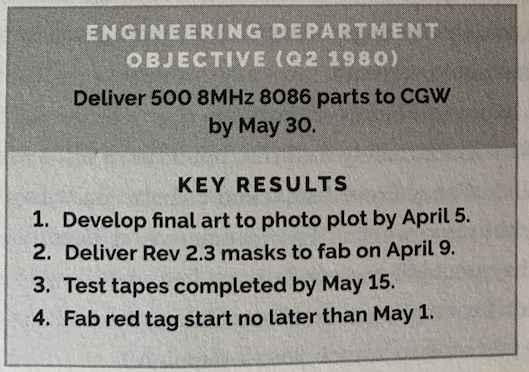 ENGINEERING DEPARTMENT
OBJECTIVE (Q2 1980)
Deliver 500 8MHz 8086 parts to CGW
by May 30.
KEY RESULTS
1. Develop final art to photo plot by April 5.
2. Deliver Rev 2.3 masks to fab on April 9.
3. Test tapes completed by May 15.
4. Fab red tag start no later than May 1.